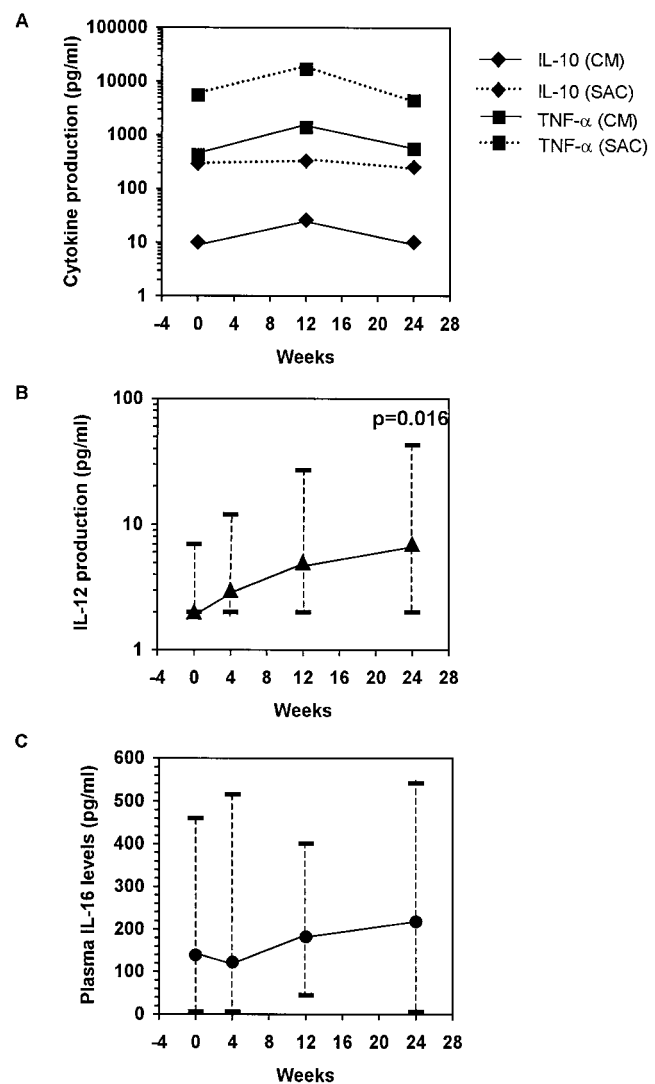 A
Cytokine production (pg/ml)
100000
10000
1000
100
10
1
-4 0 4 8 12 16 20 24 28
Weeks
IL-10 (CM)
IL-10 (SAC)
TNF-α (CM)
TNF-α (SAC)
B
IL-12 production (pg/ml)
100
10
1
p=0.016
-4 0 4 8 12 16 20 24 28
Weeks
C
Plasma IL-16 levels (pg/ml)
600
500
400
300
200
100
0
-4 0 4 8 12 16 20 24 28
Weeks